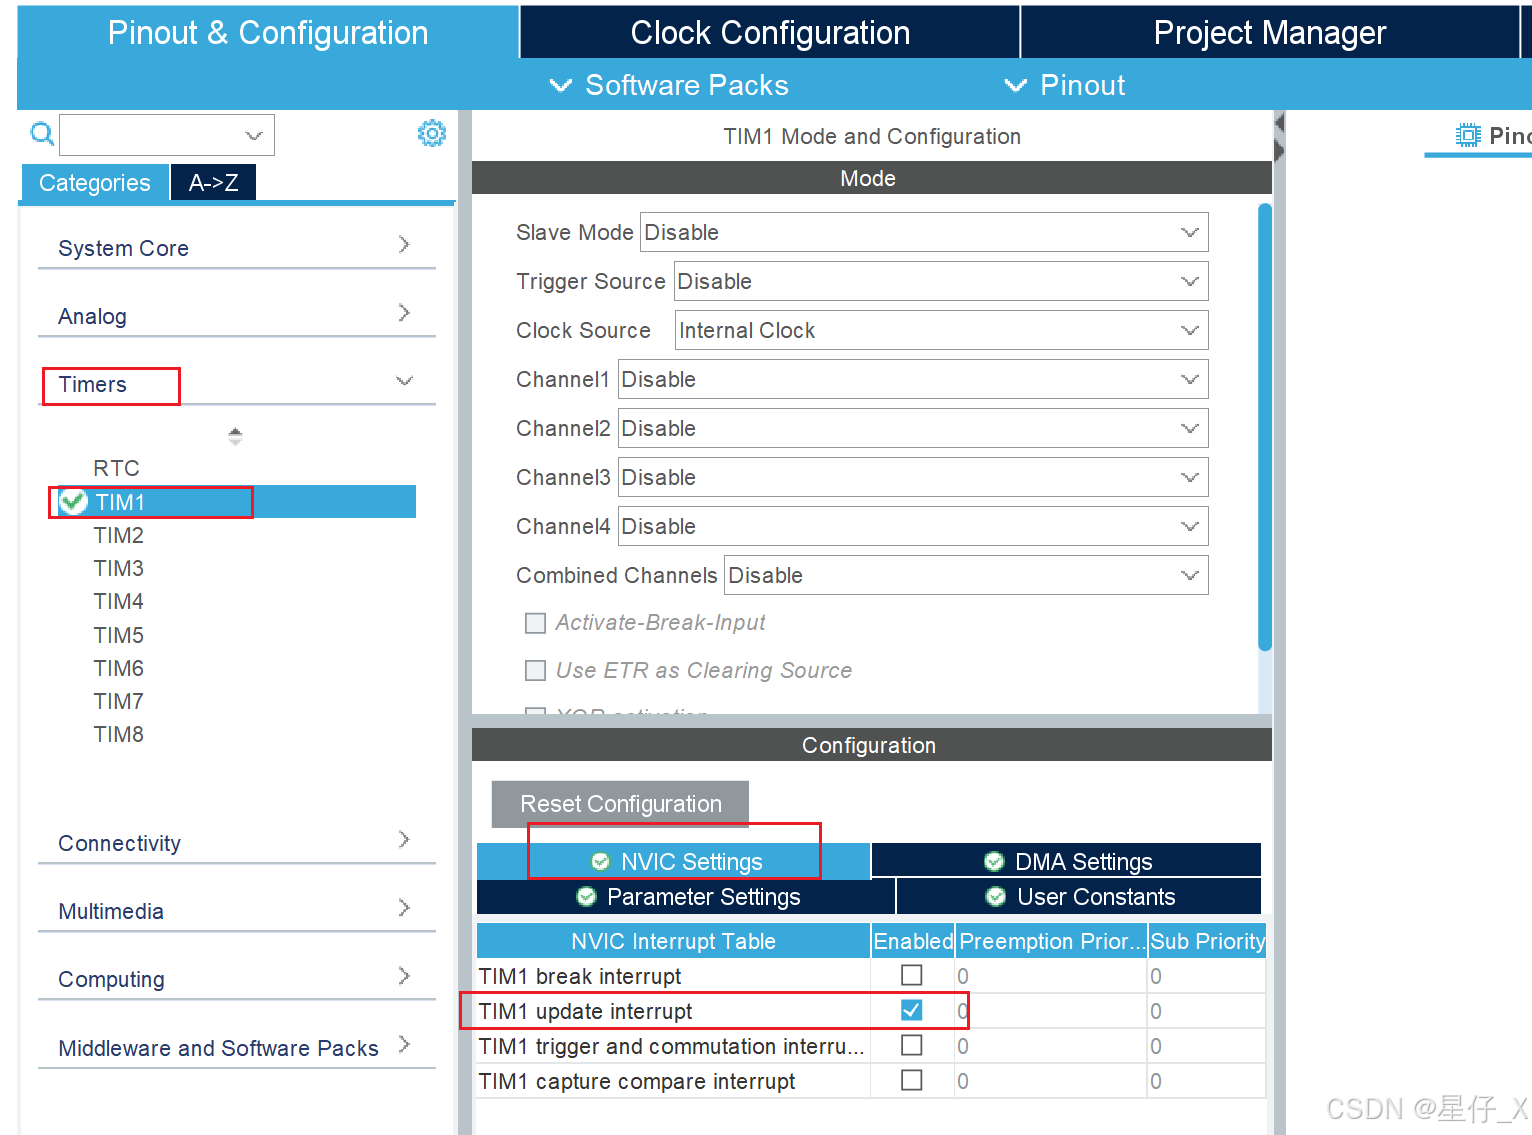 Pinout & Configuration
Clock Configuration
Project Manager
Software Packs
Pinout
Categories
A->Z
System Core
Analog
Timers
RTC
TIM1
TIM2
TIM3
TIM4
TIM5
TIM6
TIM7
TIM8
Connectivity
Multimedia
Computing
Middleware and Software Packs
TIM1 Mode and Configuration
Mode
Slave Mode Disable
Trigger Source Disable
Clock Source Internal Clock
Channel1 Disable
Channel2 Disable
Channel3 Disable
Channel4 Disable
Combined Channels Disable
Activate-Break-Input
Use ETR as Clearing Source
XOR activation
Configuration
Reset Configuration
NVIC Settings
DMA Settings
Parameter Settings
User Constants
NVIC Interrupt Table Enabled Preemption Prior... Sub Priority
TIM1 break interrupt 0 0
TIM1 update interrupt 0 0
TIM1 trigger and commutation interru... 0 0
TIM1 capture compare interrupt 0 0
CSDN @星仔_X